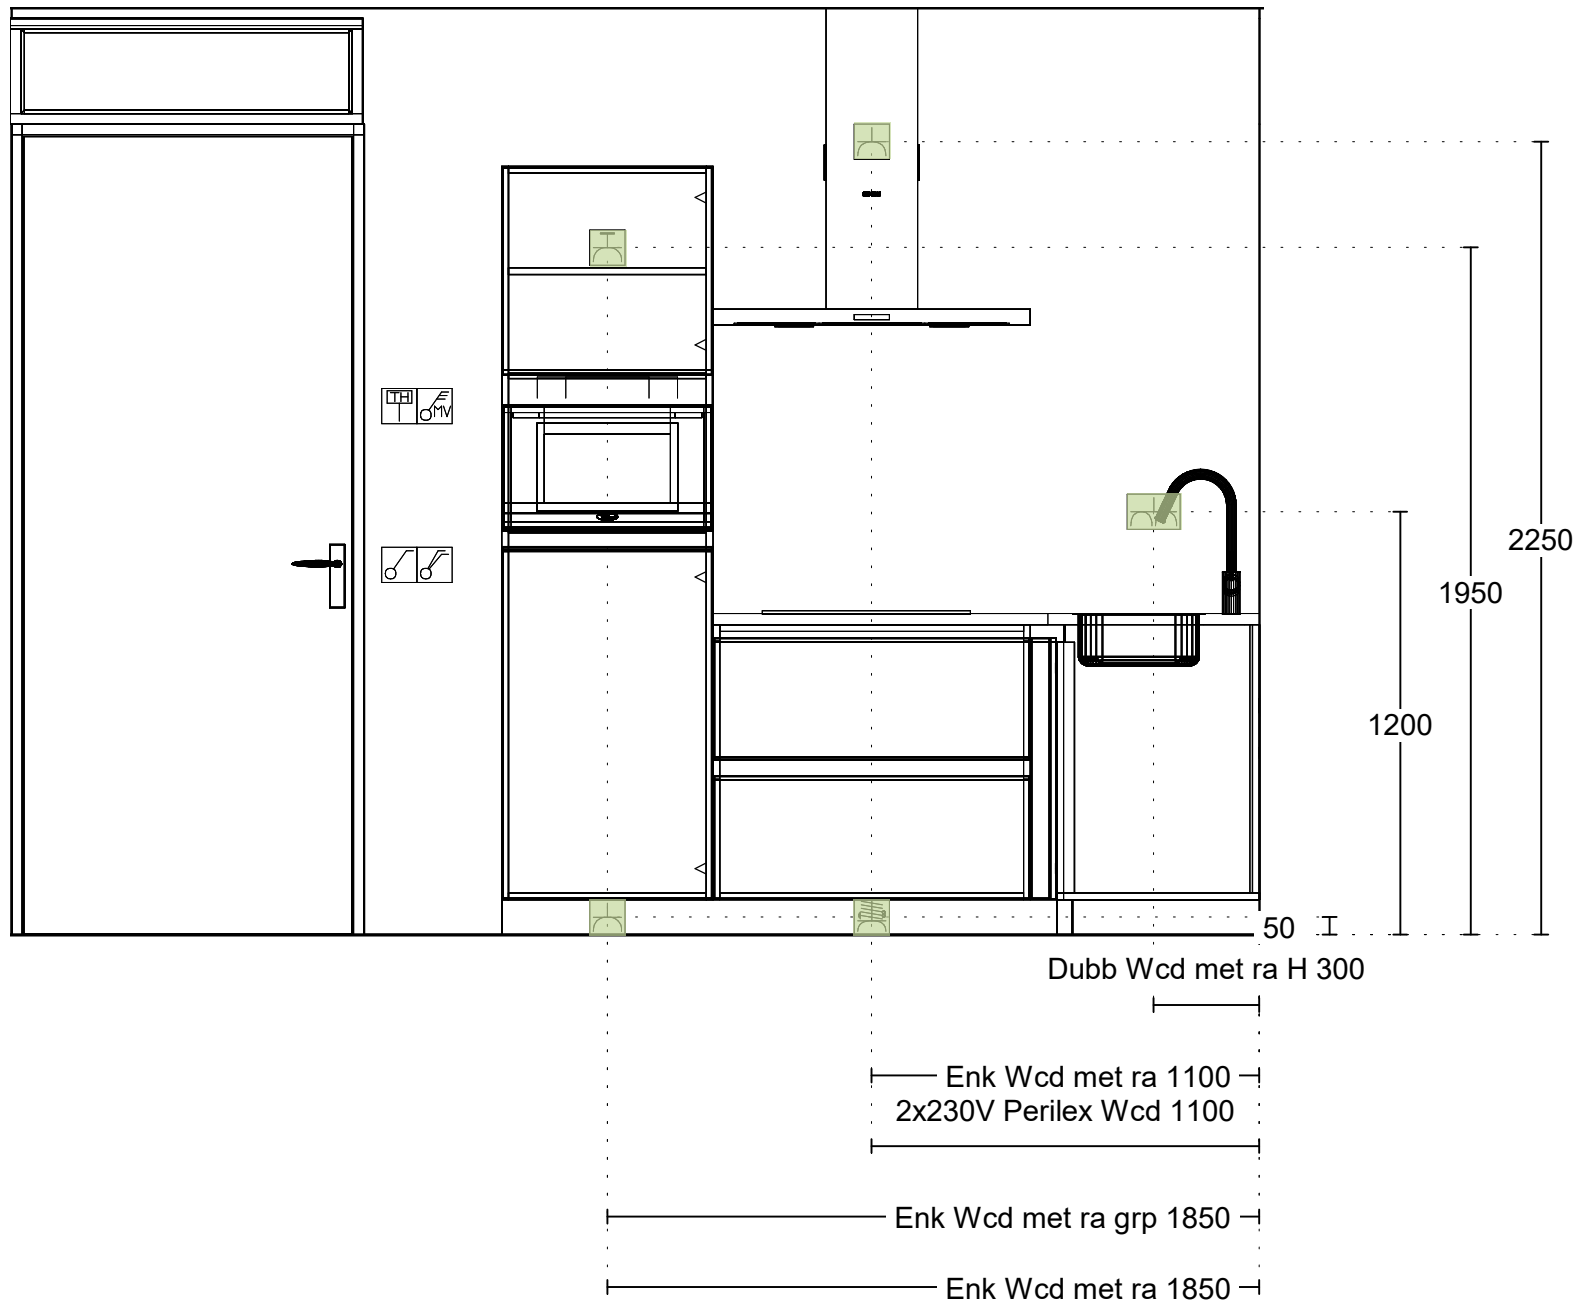 TH
MV
2250
1950
1200
50
Dubb Wcd met ra H 300
Enk Wcd met ra 1100
2x230V Perilex Wcd 1100
Enk Wcd met ra grp 1850
Enk Wcd met ra 1850